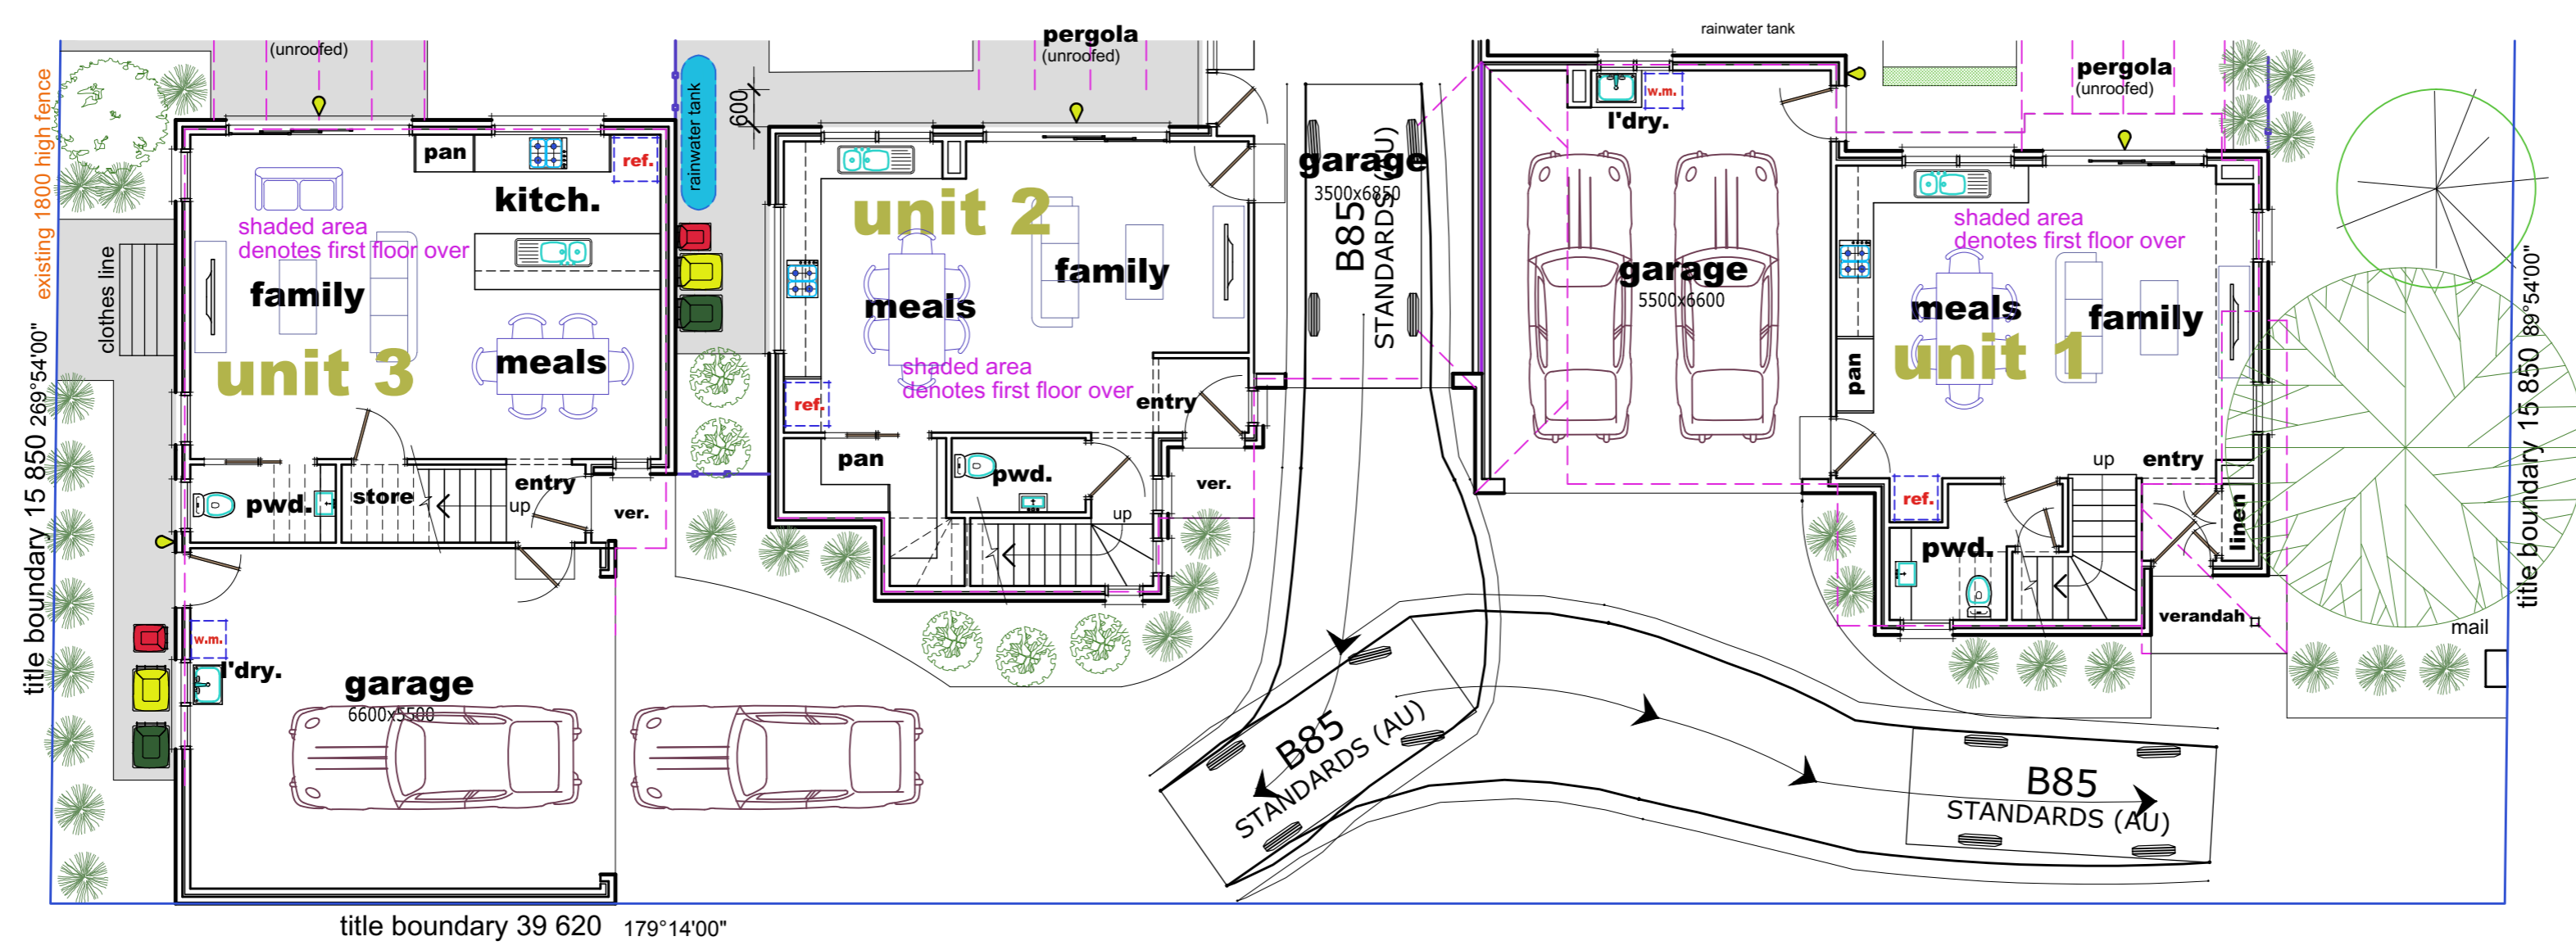 existing 1800 high fence
title boundary 15 850 269°54'00"
clothes line
(unroofed)
pan
ref.
kitch.
shaded area
denotes first floor over
family
unit 3
meals
pwd.
store
up
entry
ver.
w.m.
l'dry.
garage
6600x5500
title boundary 39 620 179°14'00"
rainwater tank
600
pergola
(unroofed)
unit 2
family
meals
shaded area
denotes first floor over
ref.
entry
pan
pwd.
ver.
up
garage
3500x6850
B85
STANDARDS (AU)
B85
STANDARDS (AU)
B85
STANDARDS (AU)
rainwater tank
w.m.
l'dry.
garage
5500x6600
pergola
(unroofed)
shaded area
denotes first floor over
meals
family
unit 1
pan
up
entry
ref.
linen
pwd.
verandah
mail
title boundary 15 850 89°54'00"